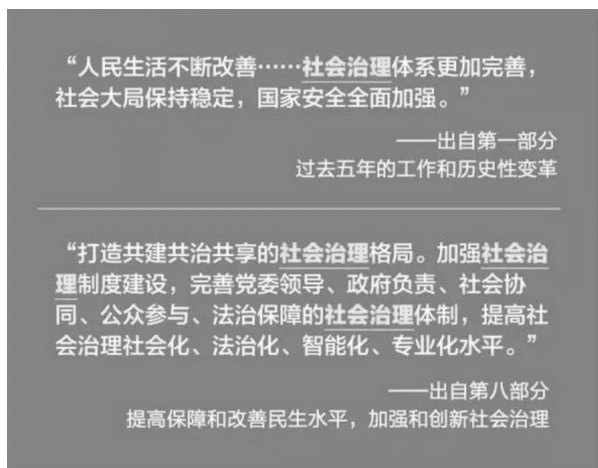 “人民生活不断改善……社会治理体系更加完善，
社会大局保持稳定，国家安全全面加强。”
——出自第一部分
过去五年的工作和历史性变革
“打造共建共治共享的社会治理格局。加强社会治
理制度建设，完善党委领导、政府负责、社会协
同、公众参与、法治保障的社会治理体制，提高社
会治理社会化、法治化、智能化、专业化水平。”
——出自第八部分
提高保障和改善民生水平，加强和创新社会治理